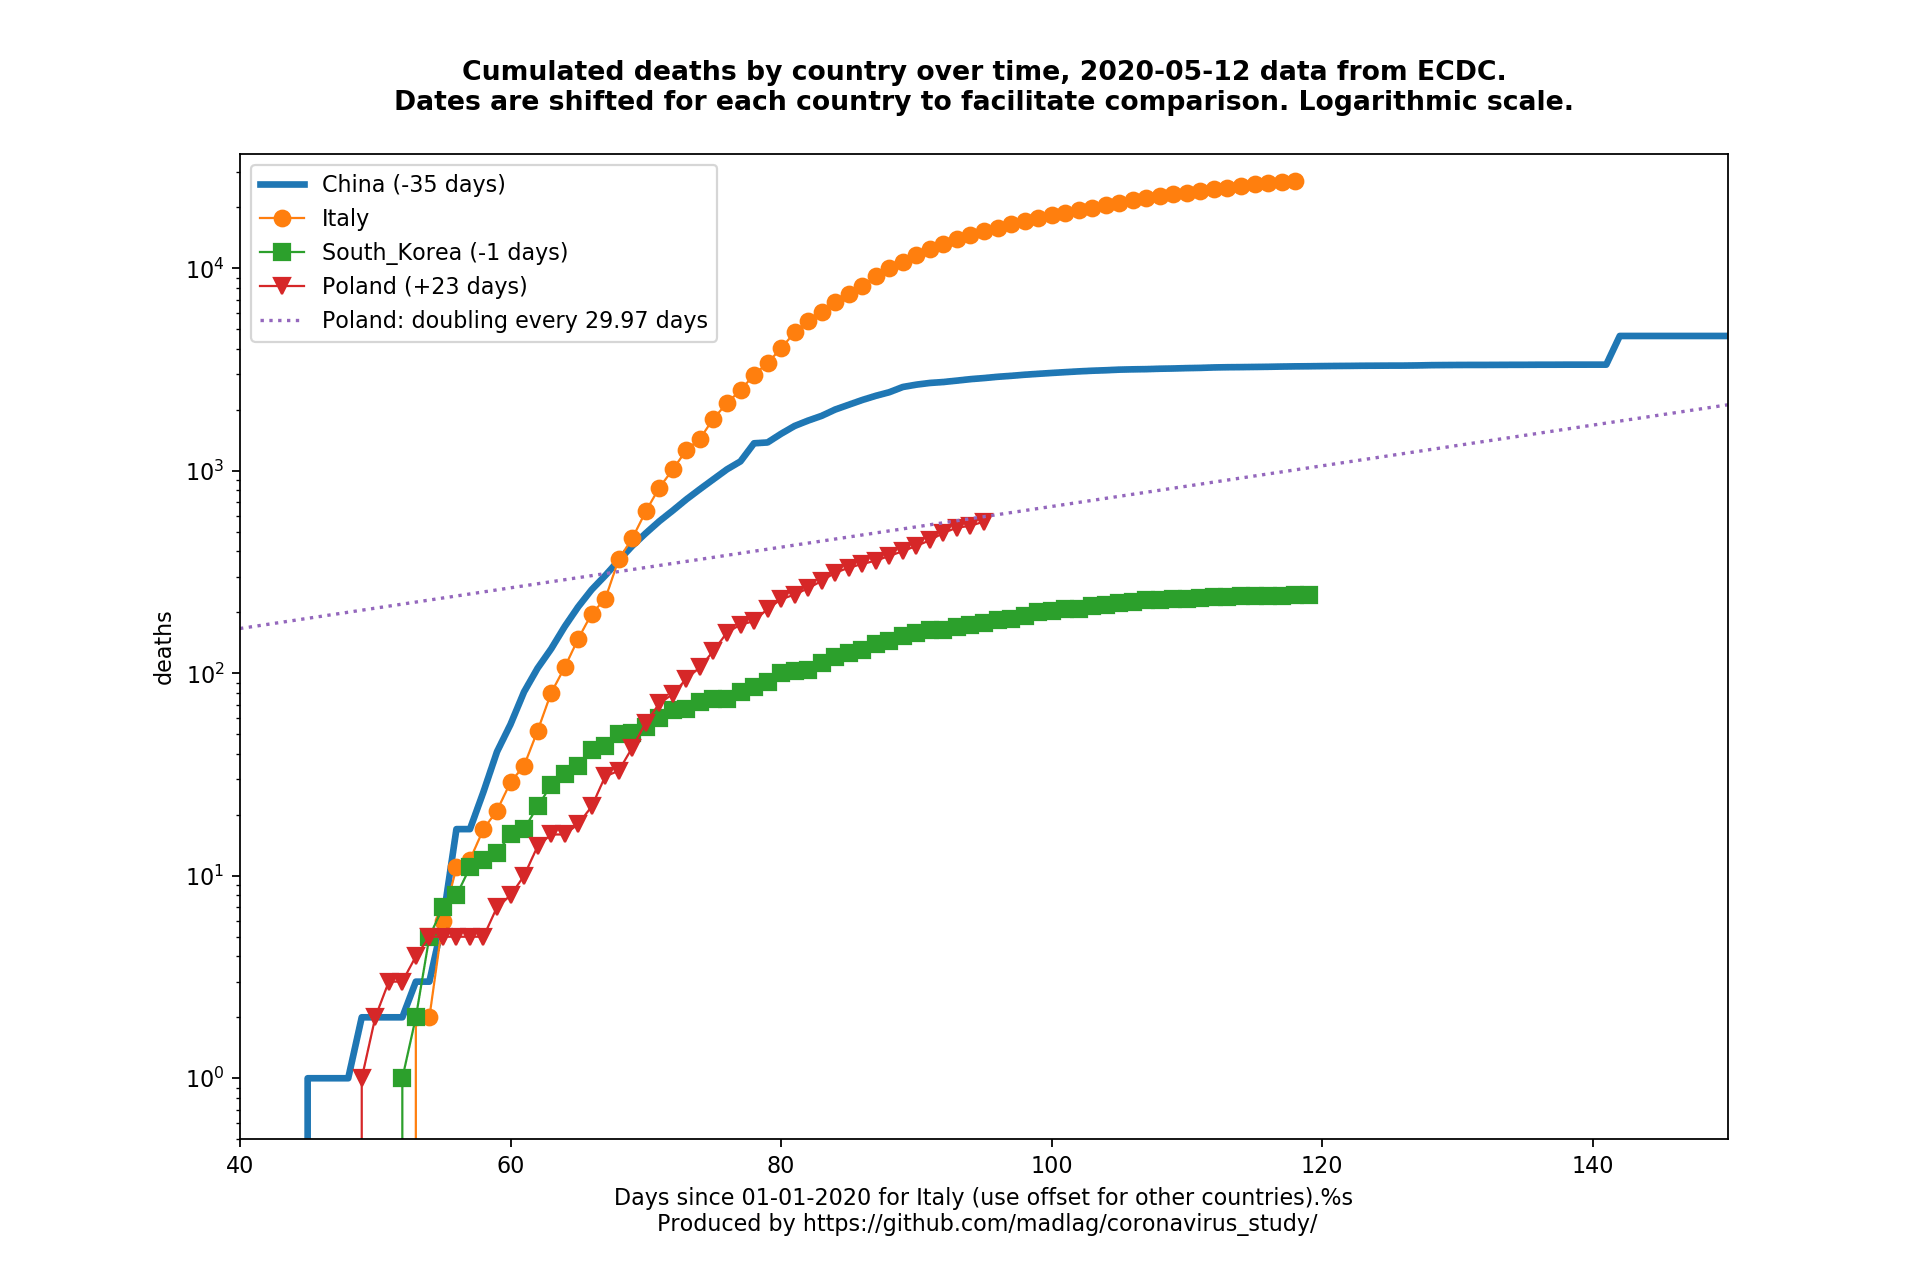 Cumulated deaths by country over time, 2020-05-12 data from ECDC.
Dates are shifted for each country to facilitate comparison. Logarithmic scale.
China (-35 days)
Italy
South_Korea (-1 days)
Poland (+23 days)
Poland: doubling every 29.97 days
deaths
10^4
10^3
10^2
10^1
10^0
40 60 80 100 120 140
Days since 01-01-2020 for Italy (use offset for other countries).%s
Produced by https://github.com/madlag/coronavirus_study/